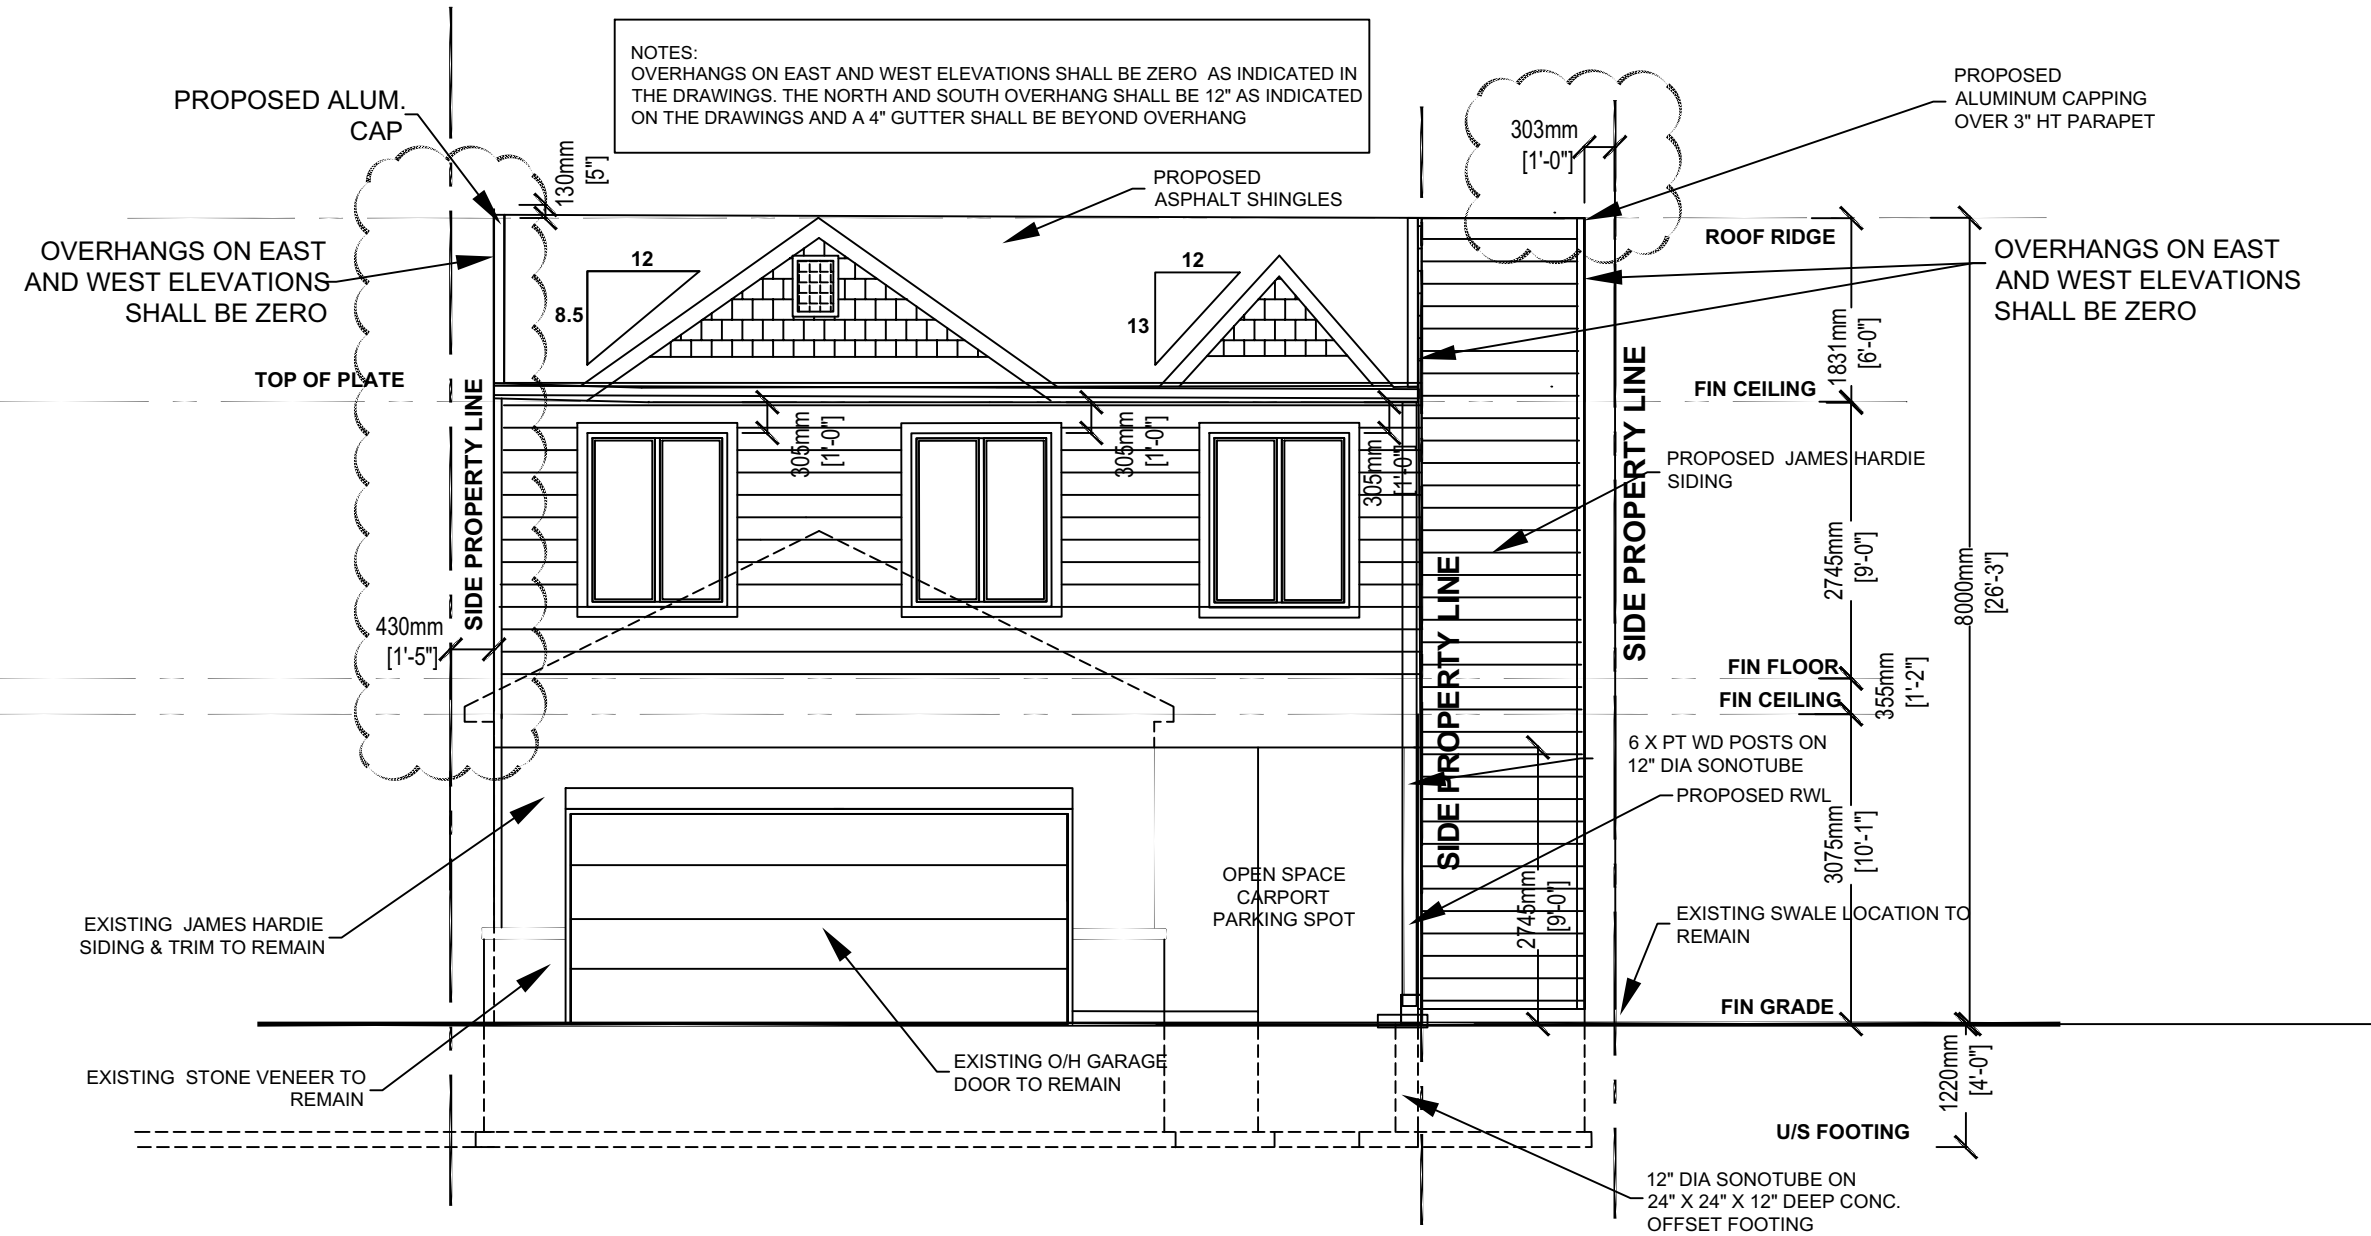 NOTES:
OVERHANGS ON EAST AND WEST ELEVATIONS SHALL BE ZERO AS INDICATED IN
THE DRAWINGS. THE NORTH AND SOUTH OVERHANG SHALL BE 12" AS INDICATED
ON THE DRAWINGS AND A 4" GUTTER SHALL BE BEYOND OVERHANG
PROPOSED ALUM.
CAP
130mm
[5"]
PROPOSED
ASPHALT SHINGLES
303mm
[1'-0"]
PROPOSED
ALUMINUM CAPPING
OVER 3" HT PARAPET
OVERHANGS ON EAST
AND WEST ELEVATIONS
SHALL BE ZERO
12
8.5
12
13
ROOF RIDGE
OVERHANGS ON EAST
AND WEST ELEVATIONS
SHALL BE ZERO
1831mm
[6'-0"]
TOP OF PLATE
FIN CEILING
SIDE PROPERTY LINE
305mm
[1'-0"]
305mm
[1'-0"]
305mm
[1'-0"]
SIDE PROPERTY LINE
PROPOSED JAMES HARDIE
SIDING
2745mm
[9'-0"]
8000mm
[26'-3"]
430mm
[1'-5"]
SIDE PROPERTY LINE
FIN FLOOR
FIN CEILING
355mm
[1'-2"]
6 X PT WD POSTS ON
12" DIA SONOTUBE
PROPOSED RWL
3075mm
[10'-1"]
OPEN SPACE
CARPORT
PARKING SPOT
2745mm
[9'-0"]
EXISTING JAMES HARDIE
SIDING & TRIM TO REMAIN
EXISTING SWALE LOCATION TO
REMAIN
FIN GRADE
EXISTING STONE VENEER TO
REMAIN
EXISTING O/H GARAGE
DOOR TO REMAIN
1220mm
[4'-0"]
U/S FOOTING
12" DIA SONOTUBE ON
24" X 24" X 12" DEEP CONC.
OFFSET FOOTING